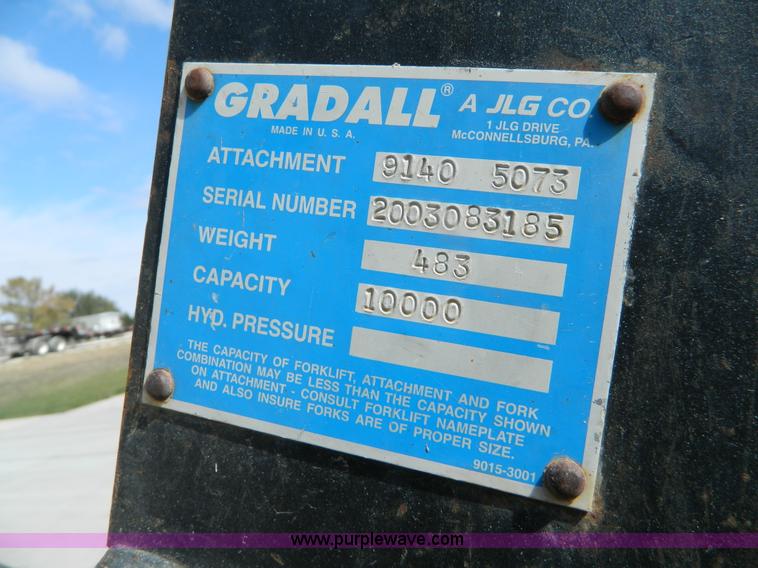 GRADALL® A JLG CO
MADE IN U. S. A.
1 JLG DRIVE
McCONNELLSBURG, PA.
ATTACHMENT 9140 5073
SERIAL NUMBER 2003083185
WEIGHT 483
CAPACITY 10000
HYD. PRESSURE
THE CAPACITY OF FORKLIFT, ATTACHMENT AND FORK
COMBINATION MAY BE LESS THAN THE CAPACITY SHOWN
ON ATTACHMENT - CONSULT FORKLIFT NAMEPLATE
AND ALSO INSURE FORKS ARE OF PROPER SIZE.
9015-3001
www.purplewave.com